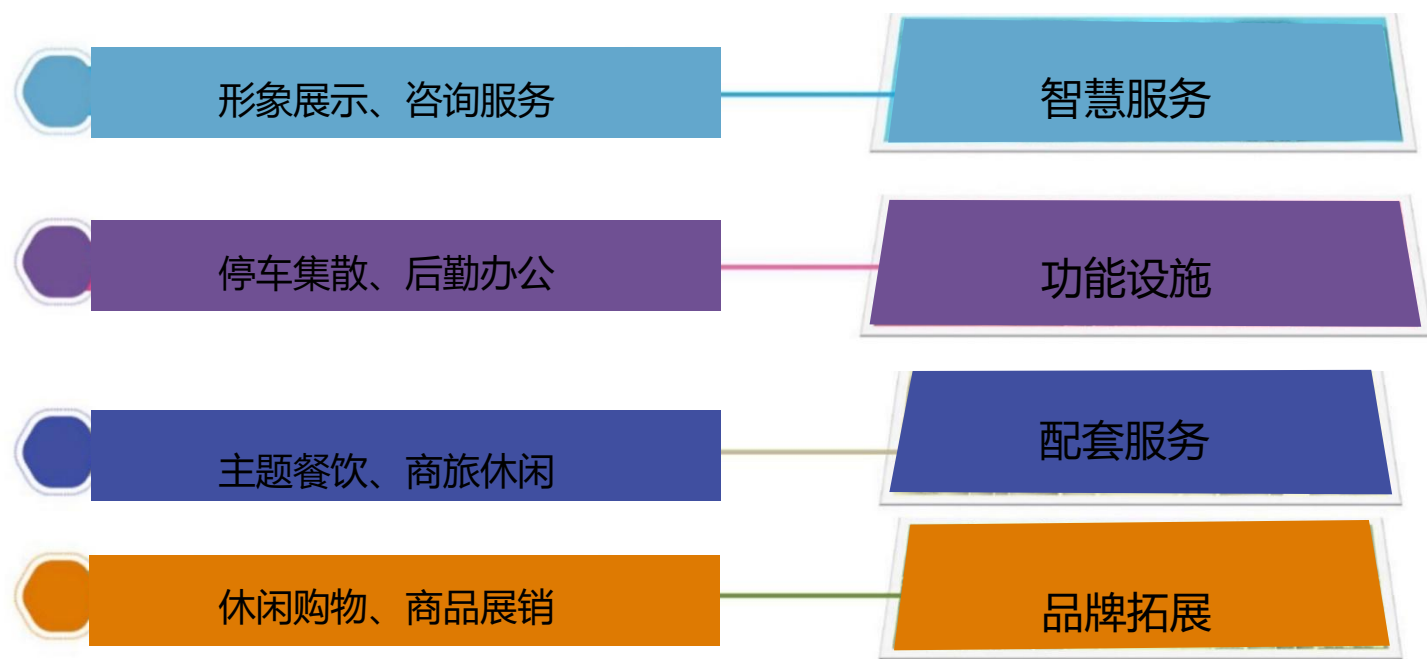 形象展示、咨询服务
智慧服务
停车集散、后勤办公
功能设施
主题餐饮、商旅休闲
配套服务
休闲购物、商品展销
品牌拓展